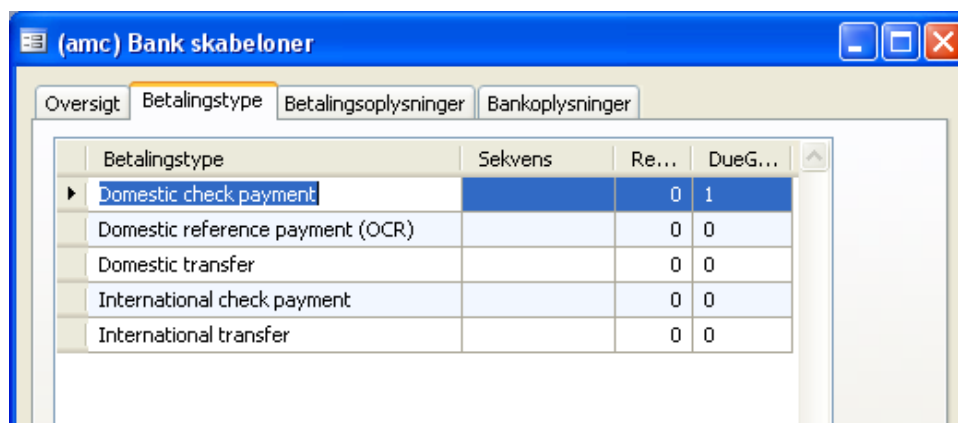 (amc) Bank skabeloner
Oversigt Betalingstype Betalingsoplysninger Bankoplysninger
Betalingstype Sekvens Re... DueG...
Domestic check payment 0 1
Domestic reference payment (OCR) 0 0
Domestic transfer 0 0
International check payment 0 0
International transfer 0 0